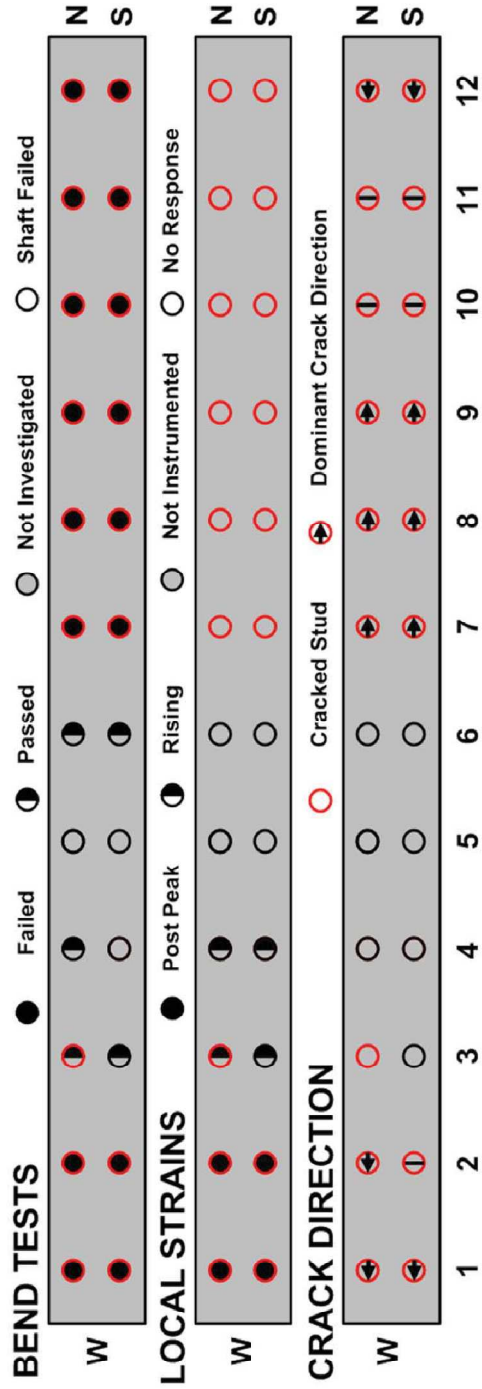 BEND TESTS
Failed Passed Not Investigated Shaft Failed
W N
S
LOCAL STRAINS
Post Peak Rising Not Instrumented No Response
W N
S
CRACK DIRECTION
Cracked Stud Dominant Crack Direction
W N
S
1 2 3 4 5 6 7 8 9 10 11 12